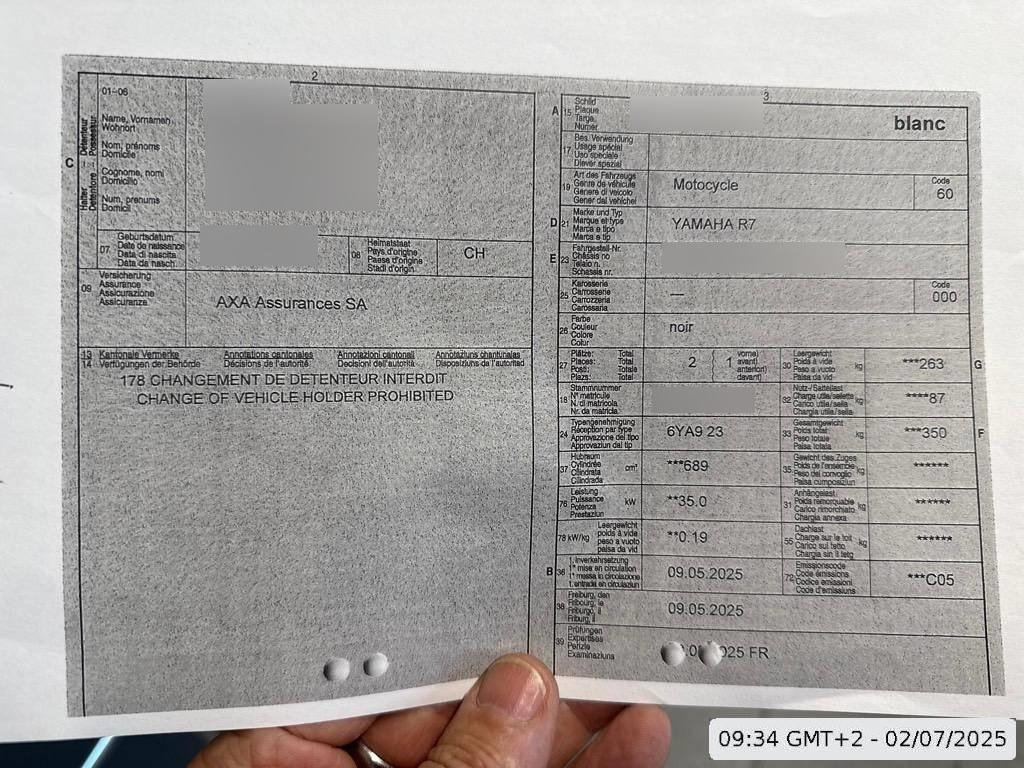 2
01-06
Name, Vornamen
Wohnort
Nom, prénoms
Domicile
Cognome, nomi
Domicilio
Num, prenums
Domicil
C
Halter Détenteur
Detentore Possessur
07
Geburtsdatum
Date de naissance
Data di nascita
Data da nasch.
08
Heimatstaat
Pays d'origine
Paese d'origine
Stadi d'origin
CH
09
Versicherung
Assurance
Assicurazione
Assicuranza
AXA Assurances SA
13 Kantonale Vermerke Annotations cantonales Annotazioni cantonali Annotaziuns chantunalas
14 Verfügungen der Behörde Décisions de l'autorité Decisioni dell'autorità Disposiziuns da l'autoritad
178 CHANGEMENT DE DETENTEUR INTERDIT
CHANGE OF VEHICLE HOLDER PROHIBITED
3
A 15
Schild
Plaque
Targa
Numer
blanc
17
Bes. Verwendung
Usage spécial
Uso speciale
Diever spezial
19
Art des Fahrzeugs
Genre de véhicule
Genere di veicolo
Gener dal vehichel
Motocycle
Code
60
D 21
Marke und Typ
Marque et type
Marca e tipo
Marca e tip
YAMAHA R7
E 23
Fahrgestell-Nr.
Châssis no
Telaio n.
Schassis nr.
25
Karosserie
Carrosserie
Carrozzeria
Carossaria
—
Code
000
26
Farbe
Couleur
Colore
Colur
noir
27
Plätze: Total
Places: Total
Posti: Totale
Plazs: Total
2 ( 1
vorne)
avant)
anteriori)
davant)
30
Leergewicht
Poids à vide
Peso a vuoto
Paisa da vid
kg
***263
G
18
Stammnummer
N° matricule
N. di matricola
Nr. da matricla
32
Nutz-/Sattellast
Charge utile/sellette
Carico utile/sella
Chargia utila/sella
kg
****87
24
Typengenehmigung
Réception par type
Approvazione del tipo
Approvaziun dal tip
6YA9 23
33
Gesamtgewicht
Poids total
Peso totale
Paisa totala
kg
***350
F
37
Hubraum
Cylindrée
Cilindrata
Cilindrada
cm³
***689
35
Gewicht des Zuges
Poids de l'ensemble
Peso del convoglio
Paisa cumposiziun
kg
******
76
Leistung
Puissance
Potenza
Prestaziun
kW
**35.0
31
Anhängelast
Poids remorquable
Carico rimorchiato
Chargia annexa
kg
******
78 kW/kg
Leergewicht
poids à vide
peso a vuoto
paisa da vid
**0.19
55
Dachlast
Charge sur le toit
Carico sul tetto
Chargia sin il tetg
kg
******
B 36
1. Inverkehrsetzung
1re mise en circulation
1a messa in circolazione
1. entrada en circulaziun
09.05.2025
72
Emissionscode
Code émissions
Codice emissioni
Code d'emissiuns
***C05
38
Freiburg, den
Fribourg, le
Friburgo, il
Friburg, il
09.05.2025
39
Prüfungen
Expertises
Perizie
Examinaziuns
025 FR
09:34 GMT+2 - 02/07/2025